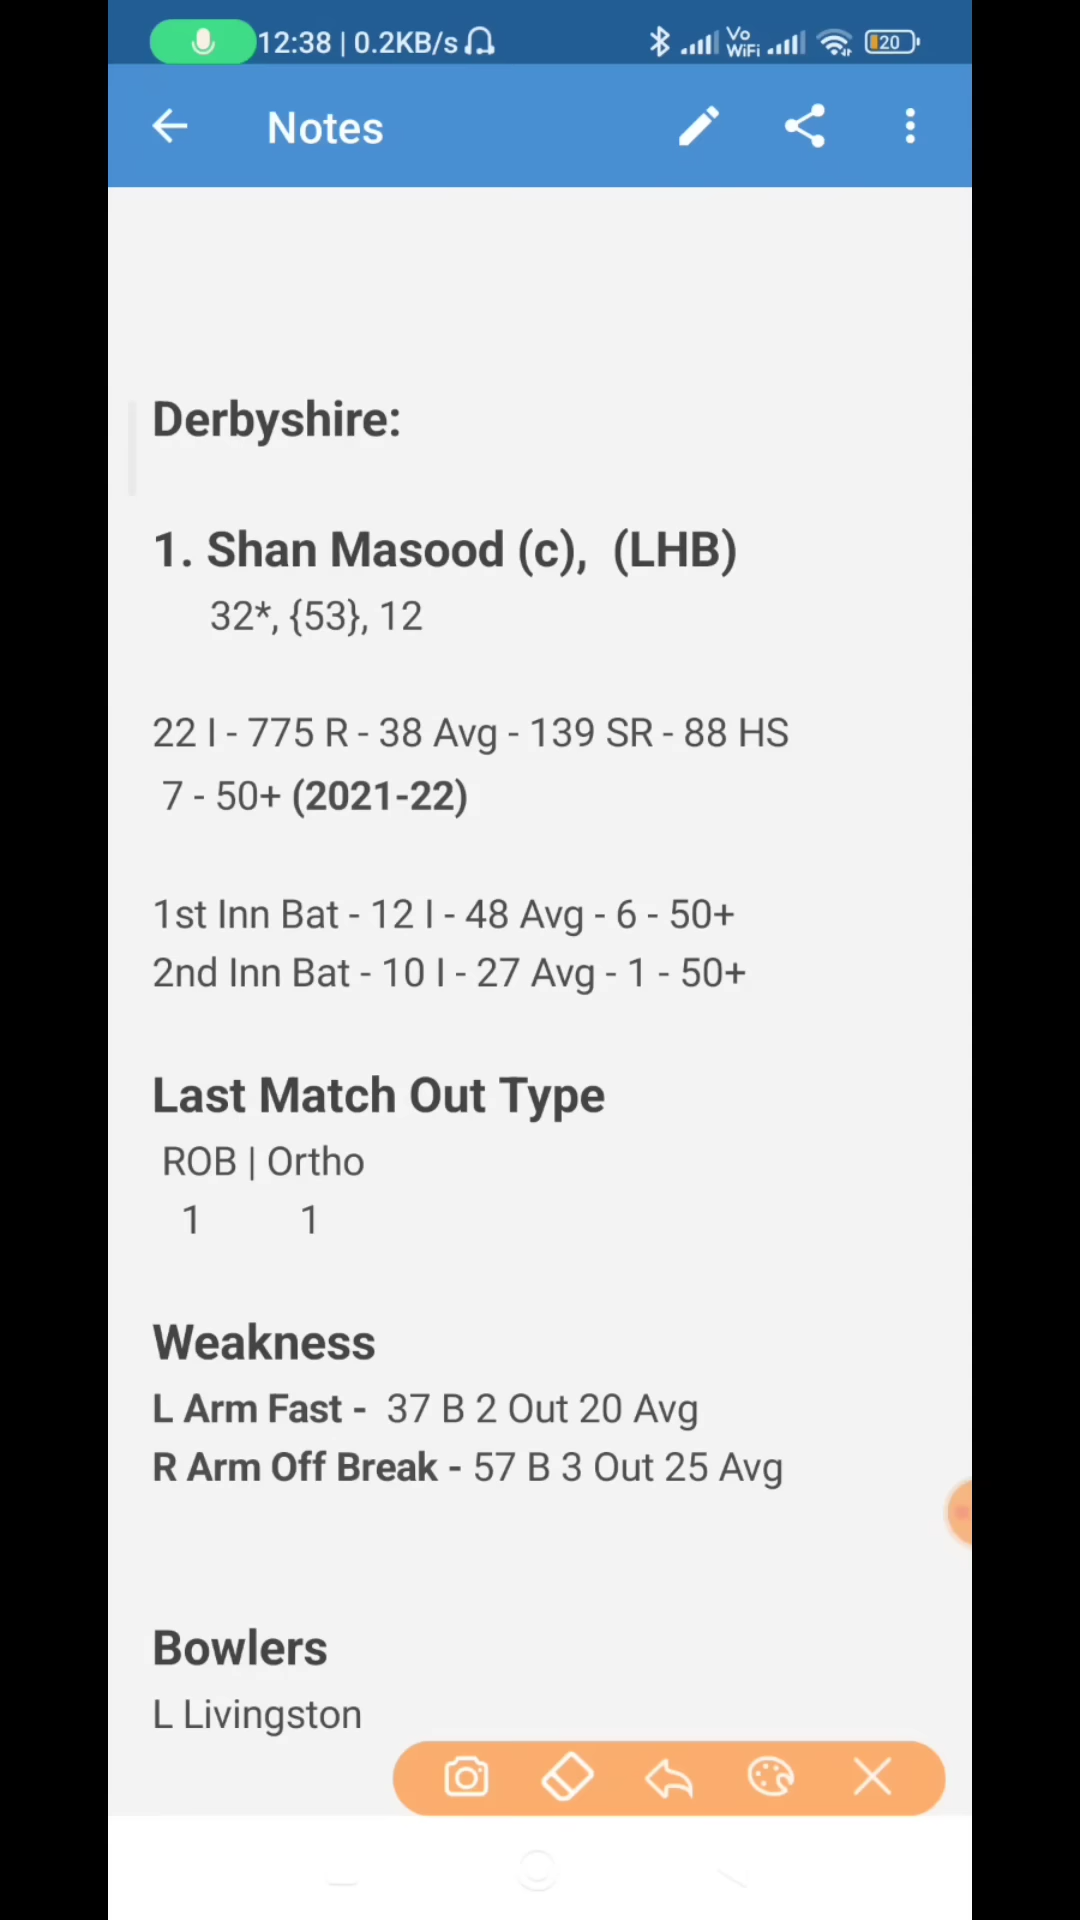 12:38 | 0.2KB/s Vo WiFi 20
Notes
Derbyshire:
1. Shan Masood (c), (LHB)
32*, {53}, 12
22 I - 775 R - 38 Avg - 139 SR - 88 HS
7 - 50+ (2021-22)
1st Inn Bat - 12 I - 48 Avg - 6 - 50+
2nd Inn Bat - 10 I - 27 Avg - 1 - 50+
Last Match Out Type
ROB | Ortho
1 1
Weakness
L Arm Fast - 37 B 2 Out 20 Avg
R Arm Off Break - 57 B 3 Out 25 Avg
Bowlers
L Livingston